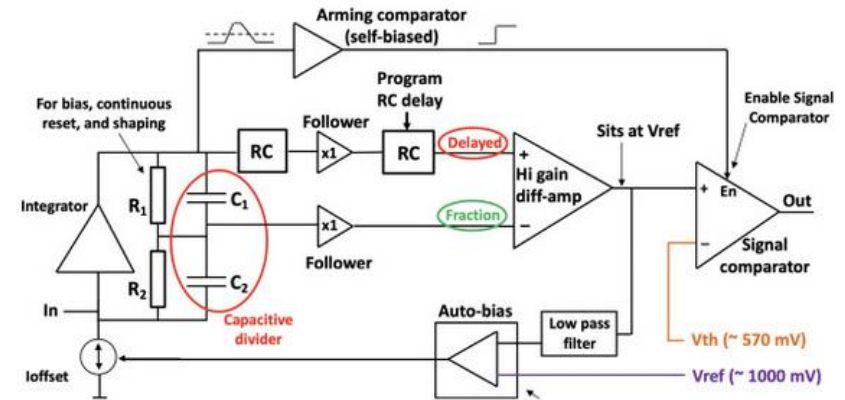 Arming comparator
(self-biased)
Program
RC delay
For bias, continuous
reset, and shaping
Enable Signal
Comparator
Follower
Sits at Vref
RC
x1
RC
Delayed
+
Hi gain
diff-amp
−
Integrator
R1
C1
Fraction
x1
Follower
+
En
−
Out
Signal
comparator
R2
C2
In
Capacitive
divider
Auto-bias
Low pass
filter
Vth (~ 570 mV)
Vref (~ 1000 mV)
Ioffset